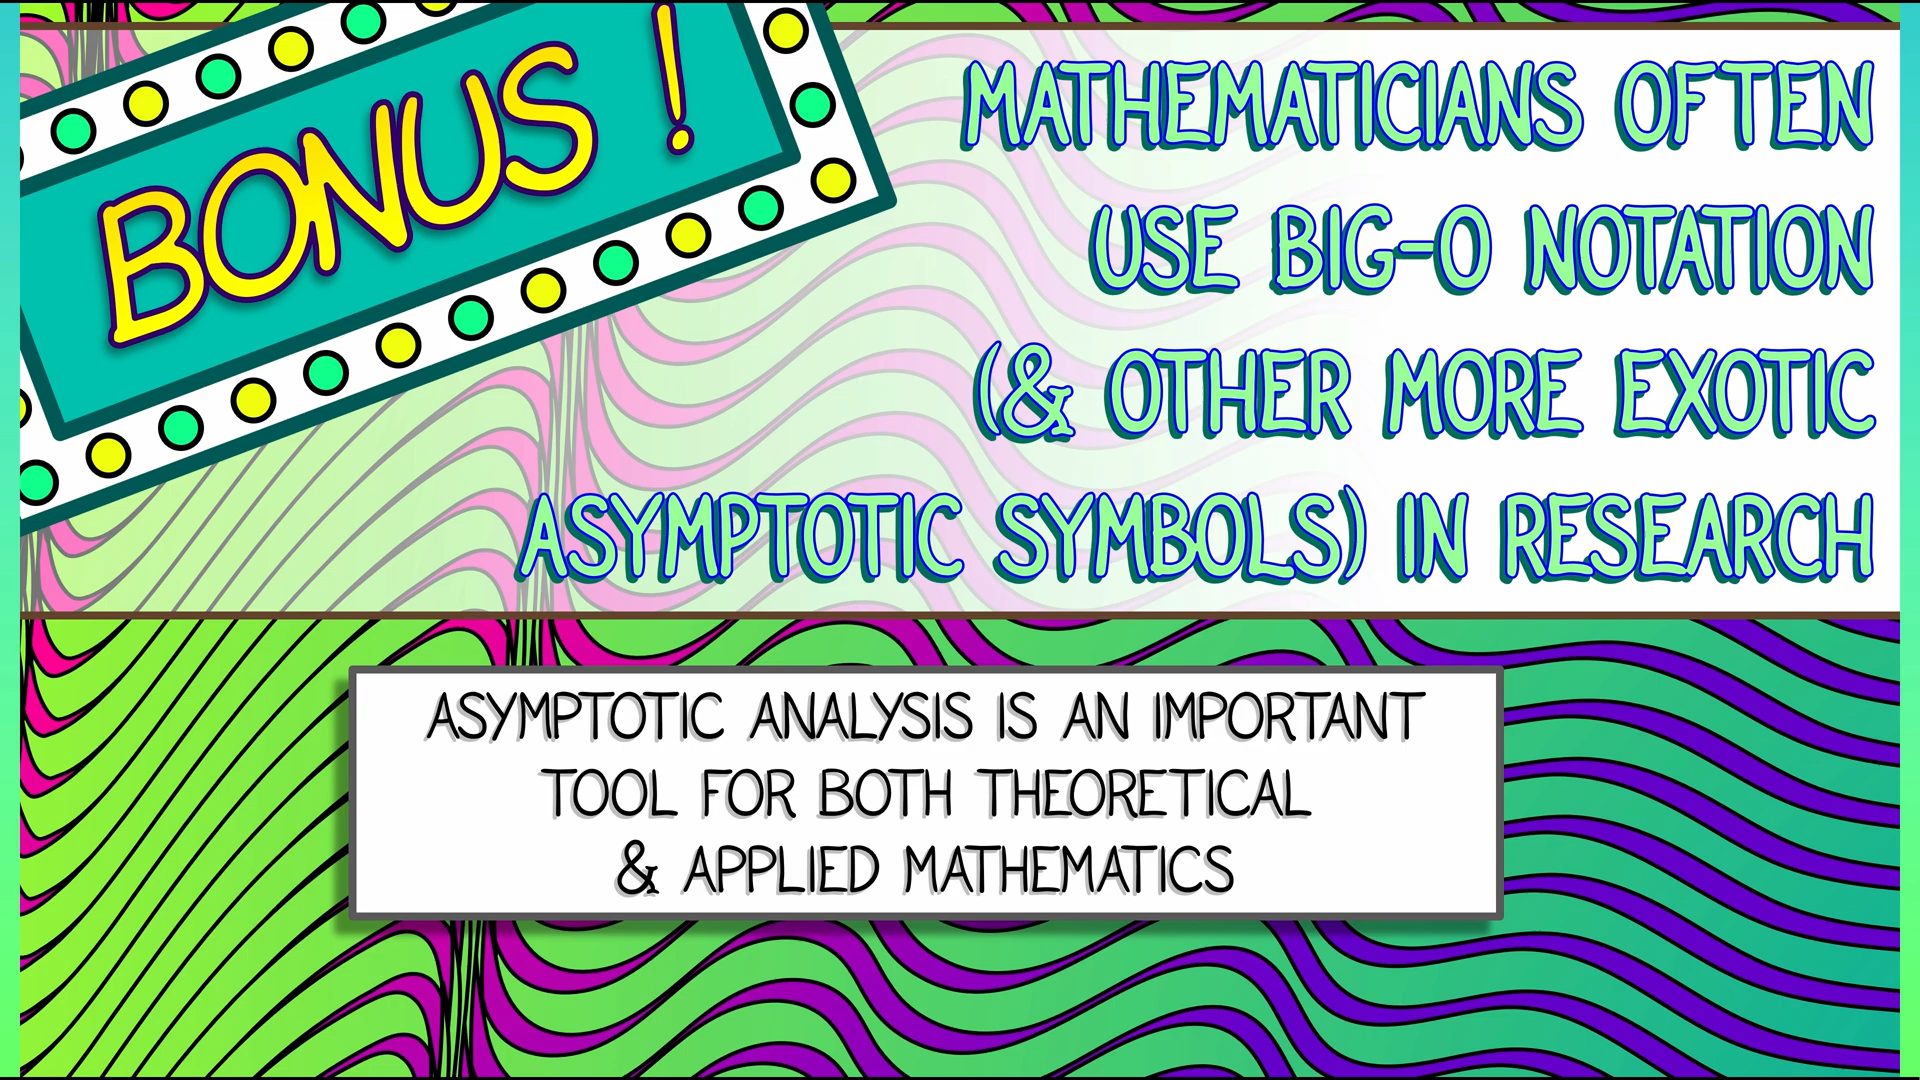 BONUS!
MATHEMATICIANS OFTEN
USE BIG-O NOTATION
(& OTHER MORE EXOTIC
ASYMPTOTIC SYMBOLS) IN RESEARCH
ASYMPTOTIC ANALYSIS IS AN IMPORTANT
TOOL FOR BOTH THEORETICAL
& APPLIED MATHEMATICS